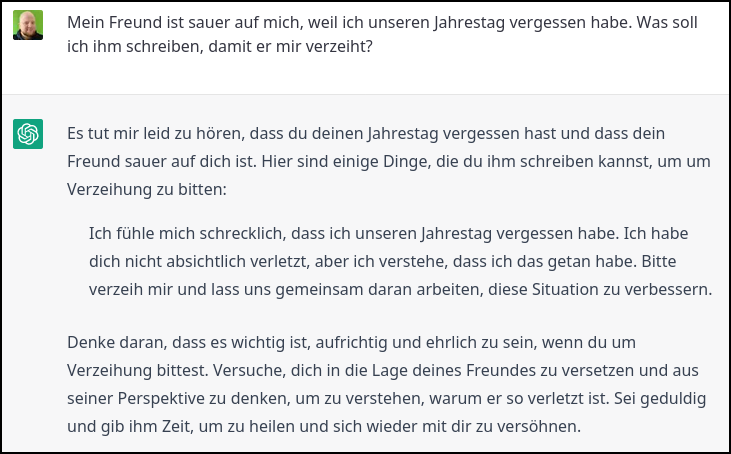 Mein Freund ist sauer auf mich, weil ich unseren Jahrestag vergessen habe. Was soll
ich ihm schreiben, damit er mir verzeiht?
Es tut mir leid zu hören, dass du deinen Jahrestag vergessen hast und dass dein
Freund sauer auf dich ist. Hier sind einige Dinge, die du ihm schreiben kannst, um um
Verzeihung zu bitten:
Ich fühle mich schrecklich, dass ich unseren Jahrestag vergessen habe. Ich habe
dich nicht absichtlich verletzt, aber ich verstehe, dass ich das getan habe. Bitte
verzeih mir und lass uns gemeinsam daran arbeiten, diese Situation zu verbessern.
Denke daran, dass es wichtig ist, aufrichtig und ehrlich zu sein, wenn du um
Verzeihung bittest. Versuche, dich in die Lage deines Freundes zu versetzen und aus
seiner Perspektive zu denken, um zu verstehen, warum er so verletzt ist. Sei geduldig
und gib ihm Zeit, um zu heilen und sich wieder mit dir zu versöhnen.